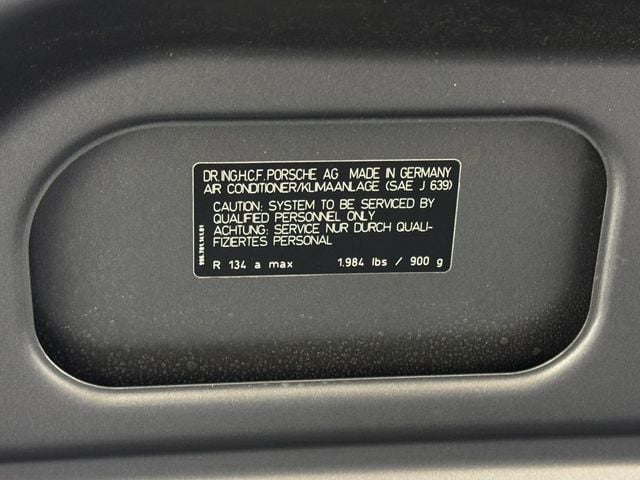 DR.ING.H.C.F. PORSCHE AG MADE IN GERMANY
AIR CONDITIONER/KLIMAANLAGE (SAE J 639)
CAUTION: SYSTEM TO BE SERVICED BY
QUALIFIED PERSONNEL ONLY
ACHTUNG: SERVICE NUR DURCH QUALI-
FIZIERTES PERSONAL
R 134 a max 1.984 lbs / 900 g